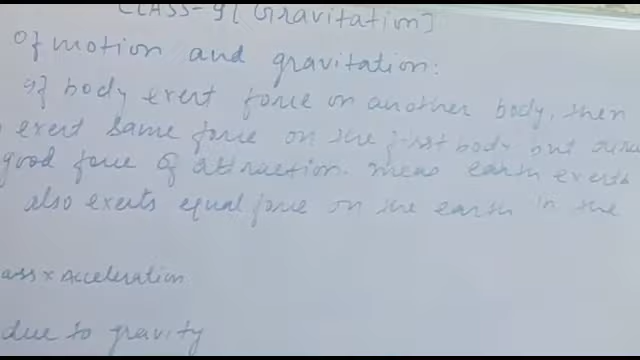 CLASS-9[Gravitation]
Of motion and gravitation:
If body exert force on another body, then
exert same force on the first body but
good force of attraction. means earth exerts
also exerts equal force on the earth in the
ass × Acceleration
due to gravity